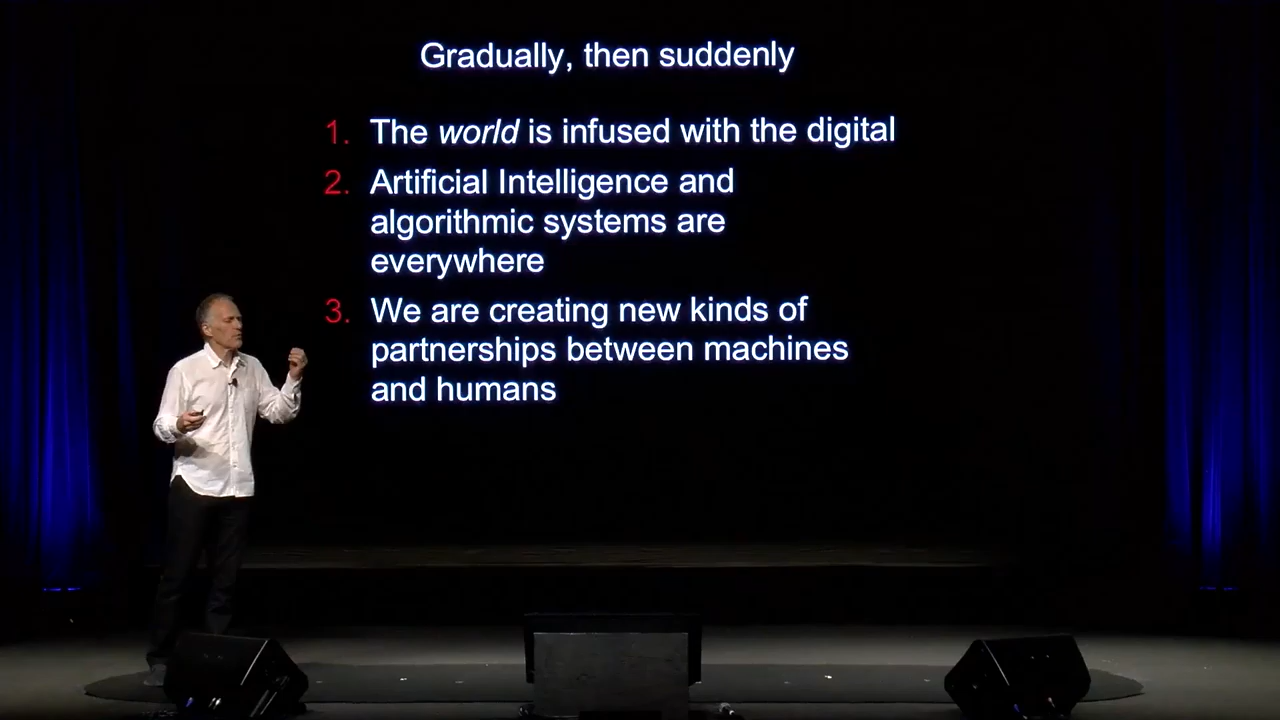 Gradually, then suddenly
1. The world is infused with the digital
2. Artificial Intelligence and
algorithmic systems are
everywhere
3. We are creating new kinds of
partnerships between machines
and humans